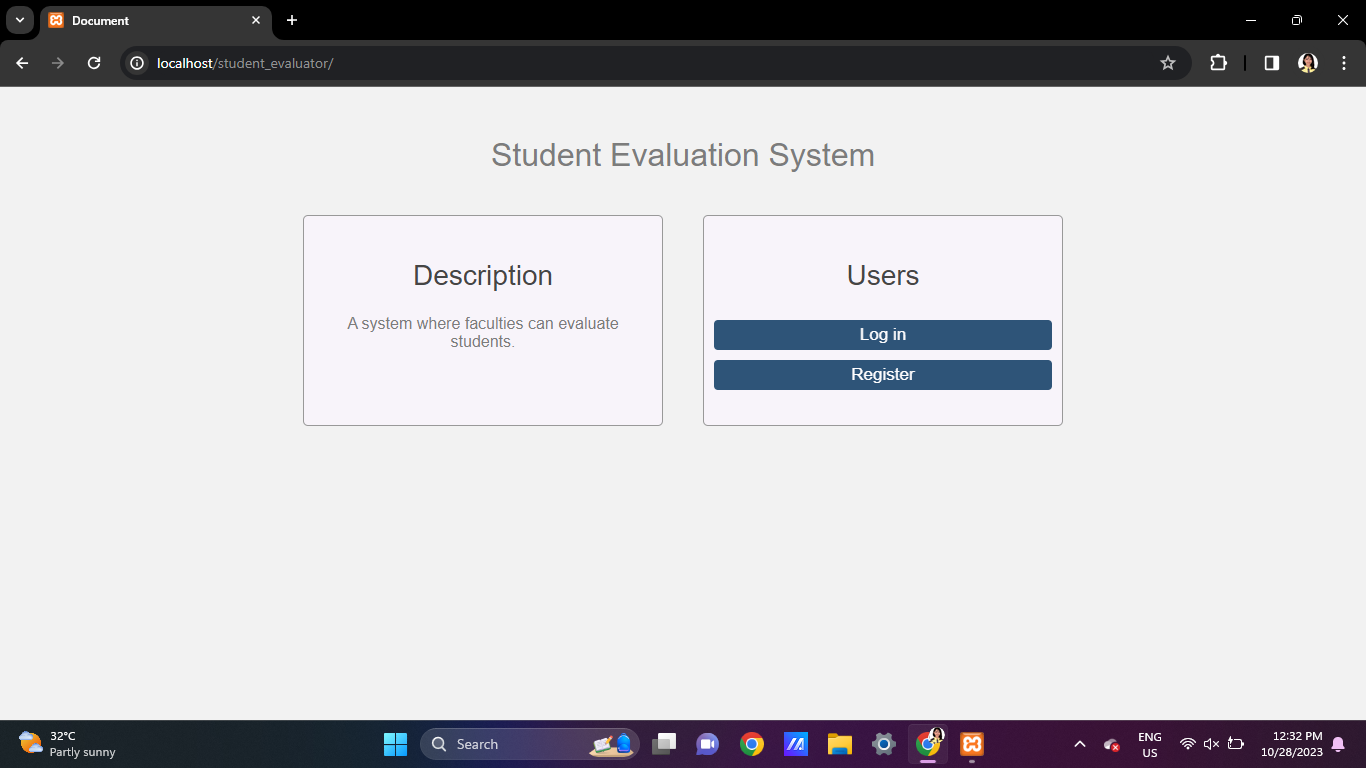 Document
localhost/student_evaluator/
Student Evaluation System
Description
A system where faculties can evaluate
students.
Users
Log in
Register
32°C
Partly sunny
Search
ENG
US
12:32 PM
10/28/2023